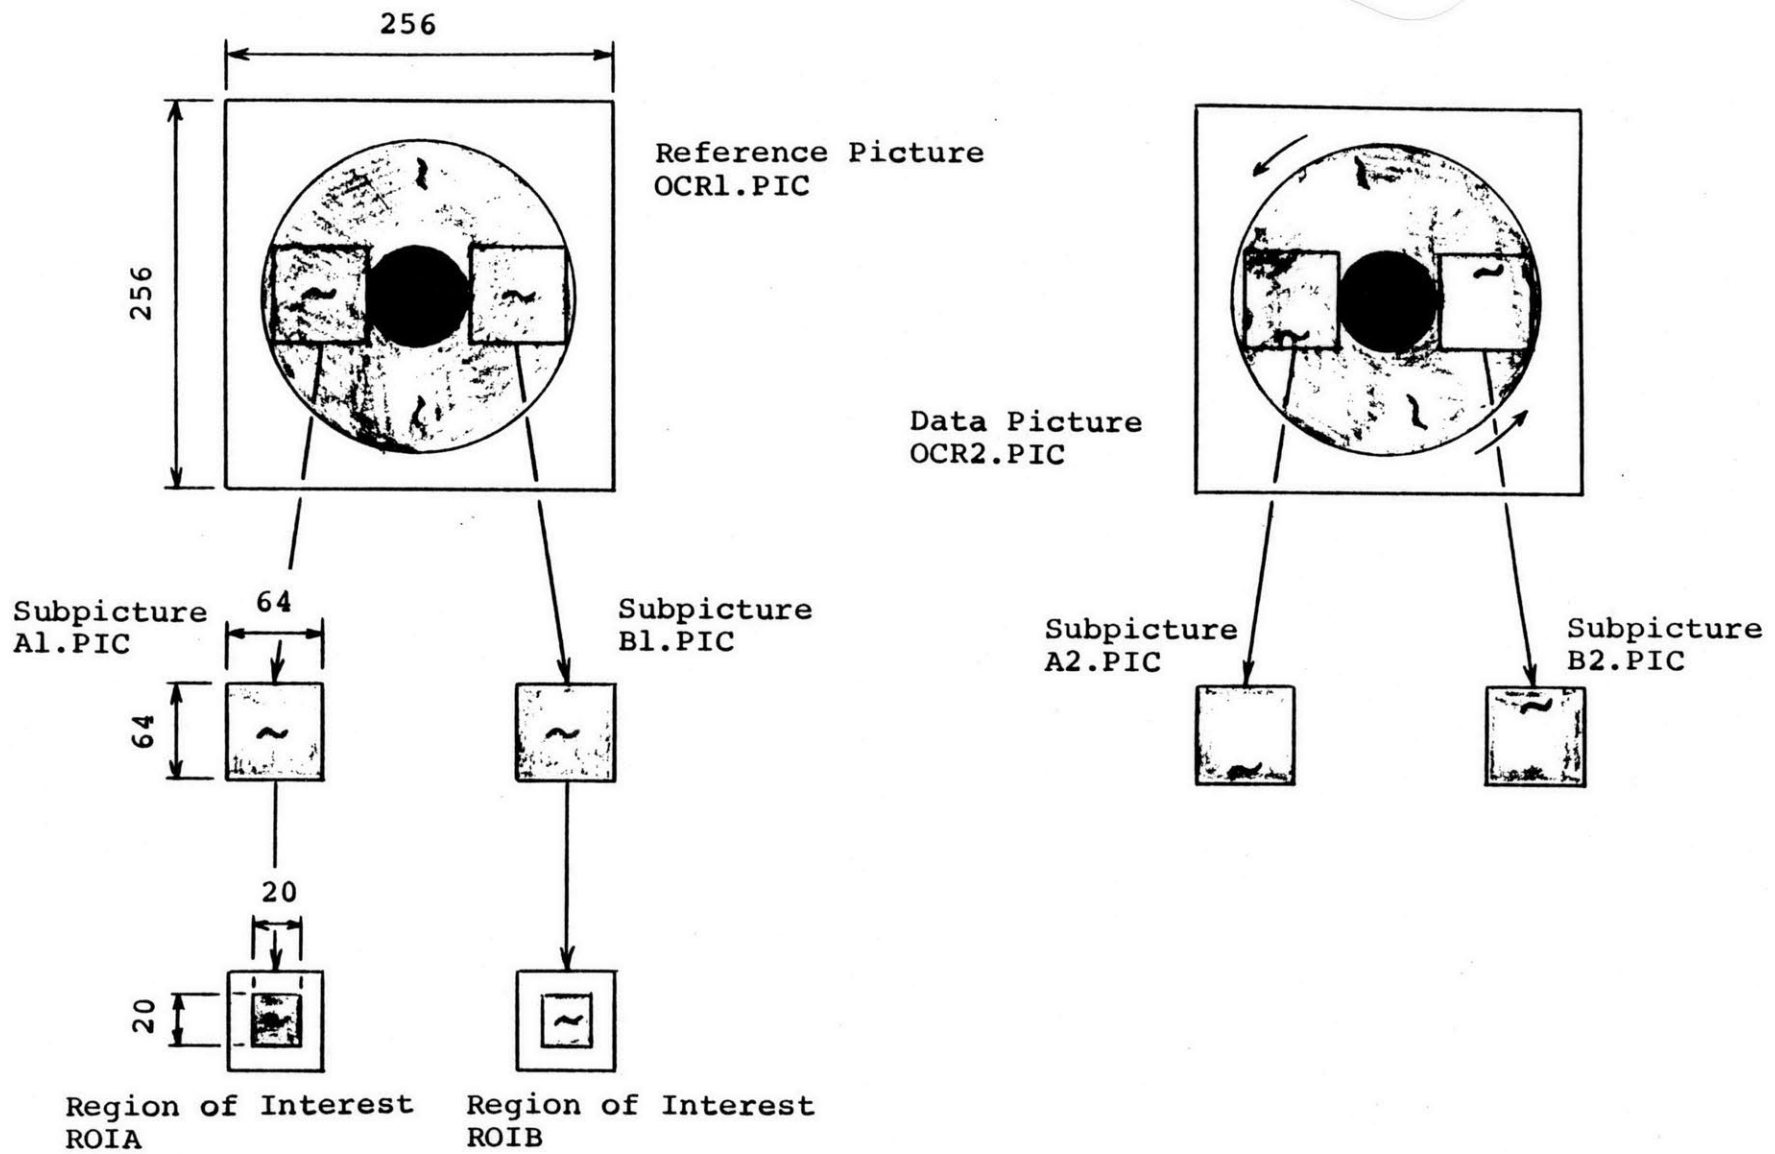 256
256
Reference Picture
OCR1.PIC
Data Picture
OCR2.PIC
Subpicture
A1.PIC
64
64
Subpicture
B1.PIC
Subpicture
A2.PIC
Subpicture
B2.PIC
20
20
Region of Interest
ROIA
Region of Interest
ROIB